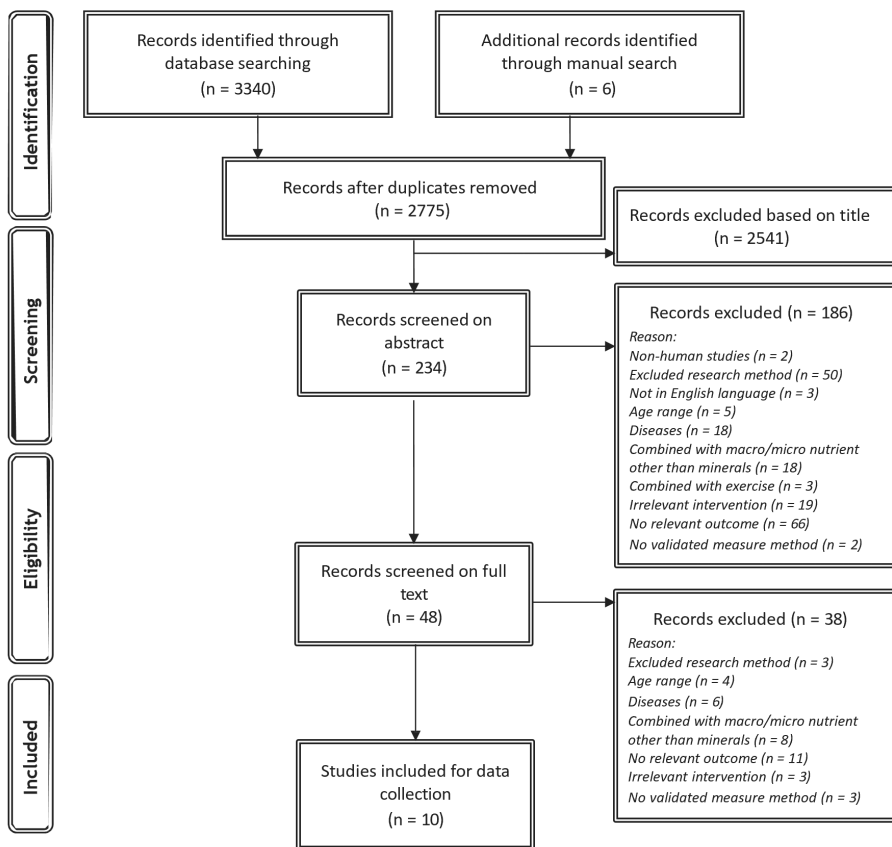 Identification
Records identified through
database searching
(n = 3340)
Additional records identified
through manual search
(n = 6)
Records after duplicates removed
(n = 2775)
Records excluded based on title
(n = 2541)
Screening
Records screened on
abstract
(n = 234)
Records excluded (n = 186)
Reason:
Non-human studies (n = 2)
Excluded research method (n = 50)
Not in English language (n = 3)
Age range (n = 5)
Diseases (n = 18)
Combined with macro/micro nutrient
other than minerals (n = 18)
Combined with exercise (n = 3)
Irrelevant intervention (n = 19)
No relevant outcome (n = 66)
No validated measure method (n = 2)
Eligibility
Records screened on full
text
(n = 48)
Records excluded (n = 38)
Reason:
Excluded research method (n = 3)
Age range (n = 4)
Diseases (n = 6)
Combined with macro/micro nutrient
other than minerals (n = 8)
No relevant outcome (n = 11)
Irrelevant intervention (n = 3)
No validated measure method (n = 3)
Included
Studies included for data
collection
(n = 10)